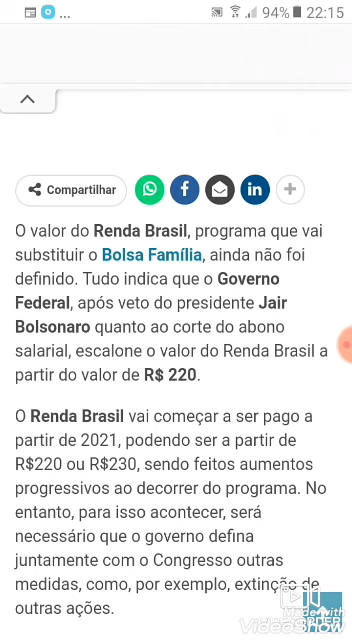 ... 94% 22:15
Compartilhar
O valor do Renda Brasil, programa que vai
substituir o Bolsa Família, ainda não foi
definido. Tudo indica que o Governo
Federal, após veto do presidente Jair
Bolsonaro quanto ao corte do abono
salarial, escalone o valor do Renda Brasil a
partir do valor de R$ 220.
O Renda Brasil vai começar a ser pago a
partir de 2021, podendo ser a partir de
R$220 ou R$230, sendo feitos aumentos
progressivos ao decorrer do programa. No
entanto, para isso acontecer, será
necessário que o governo defina
juntamente com o Congresso outras
medidas, como, por exemplo, extinção de
outras ações.
Made with
VideoShow